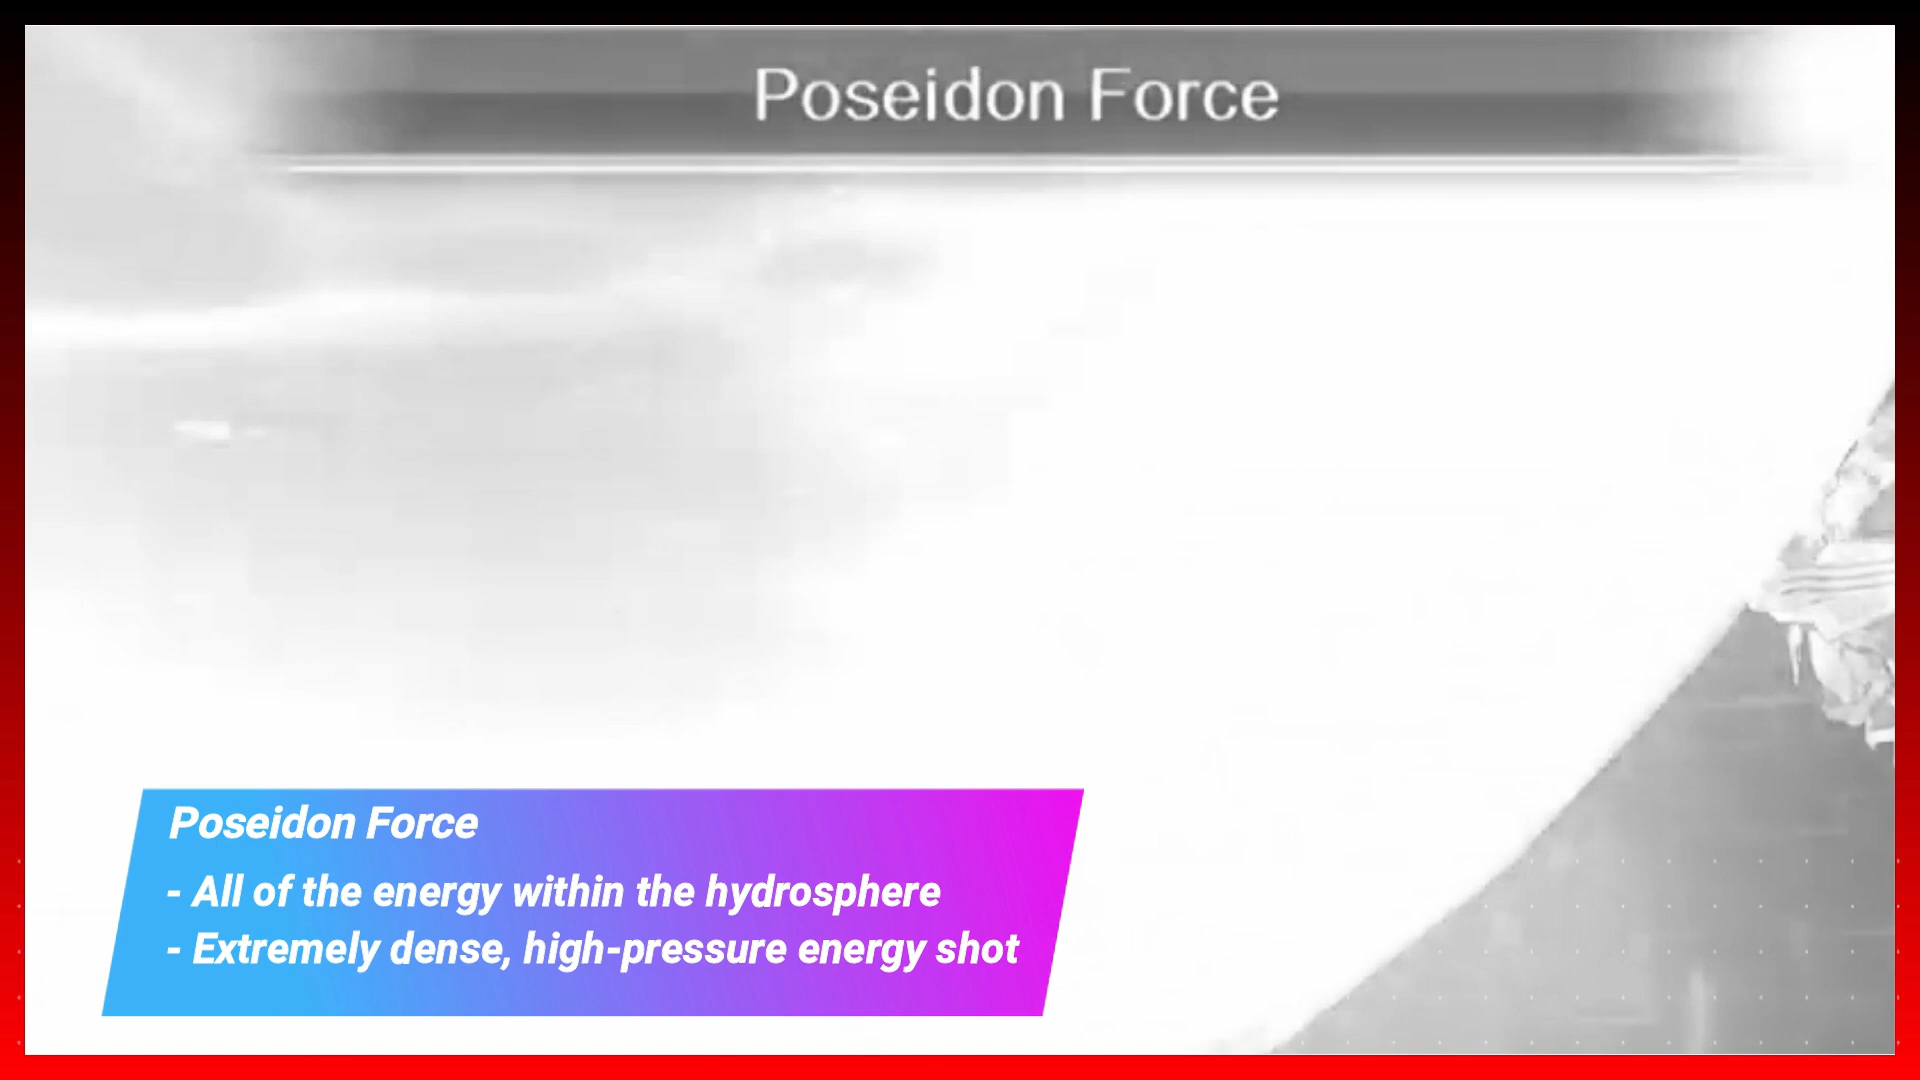 Poseidon Force
Poseidon Force
- All of the energy within the hydrosphere
- Extremely dense, high-pressure energy shot